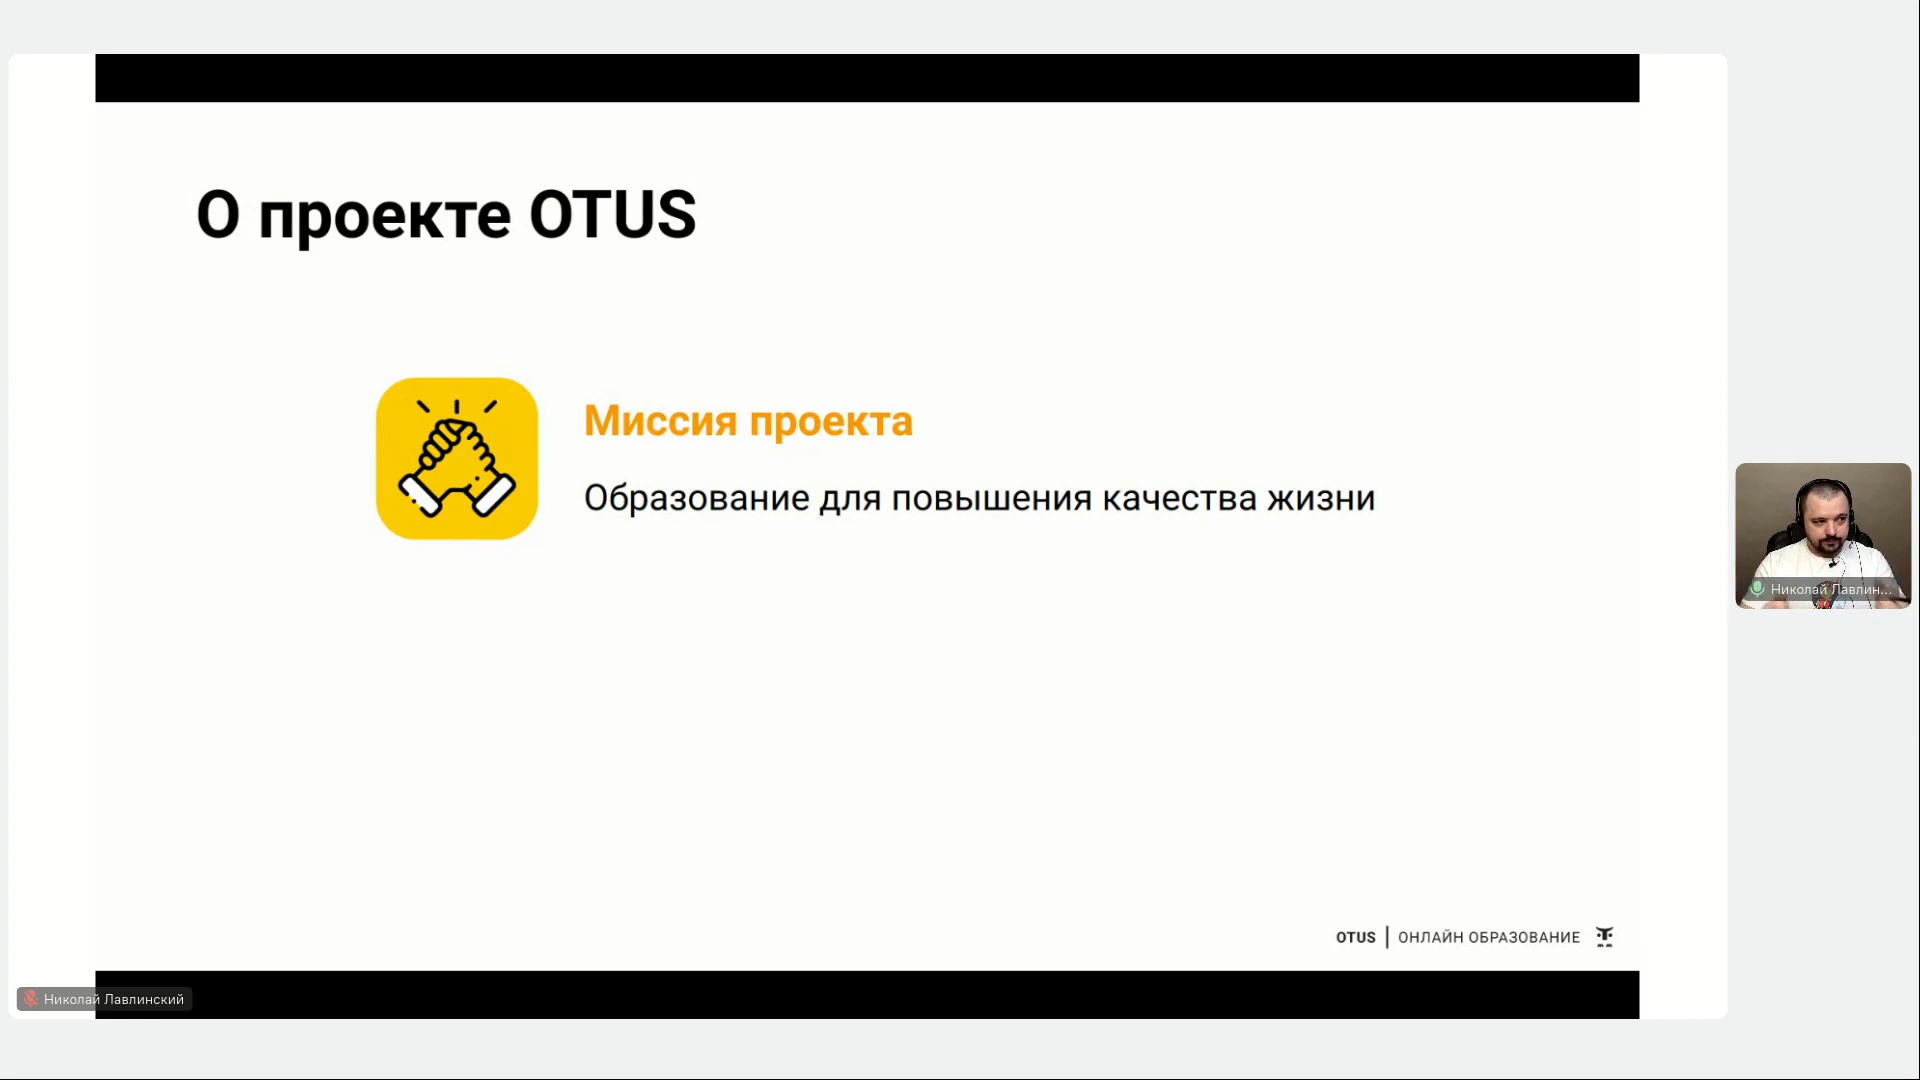 О проекте OTUS
Миссия проекта
Образование для повышения качества жизни
Николай Лавлин...
OTUS | ОНЛАЙН ОБРАЗОВАНИЕ
Николай Лавлинский